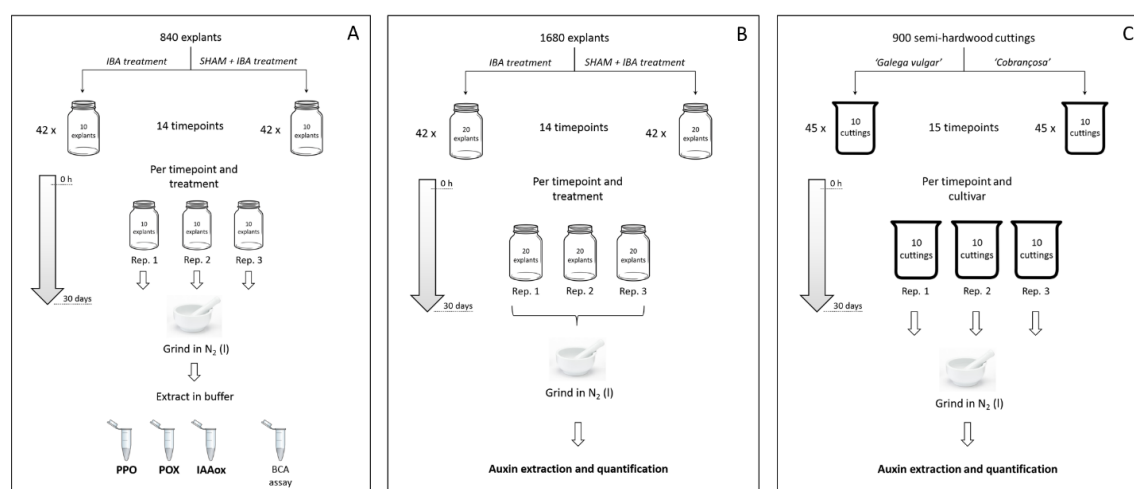 A
840 explants
IBA treatment
SHAM + IBA treatment
42 x
10
explants
14 timepoints
42 x
10
explants
0 h
30 days
Per timepoint and
treatment
10
explants
10
explants
10
explants
Rep. 1
Rep. 2
Rep. 3
Grind in N2 (l)
Extract in buffer
PPO
POX
IAAox
BCA
assay
B
1680 explants
IBA treatment
SHAM + IBA treatment
42 x
20
explants
14 timepoints
42 x
20
explants
0 h
30 days
Per timepoint and
treatment
20
explants
20
explants
20
explants
Rep. 1
Rep. 2
Rep. 3
Grind in N2 (l)
Auxin extraction and quantification
C
900 semi-hardwood cuttings
'Galega vulgar'
'Cobrançosa'
45 x
10
cuttings
15 timepoints
45 x
10
cuttings
0 h
30 days
Per timepoint and
cultivar
10
cuttings
10
cuttings
10
cuttings
Rep. 1
Rep. 2
Rep. 3
Grind in N2 (l)
Auxin extraction and quantification